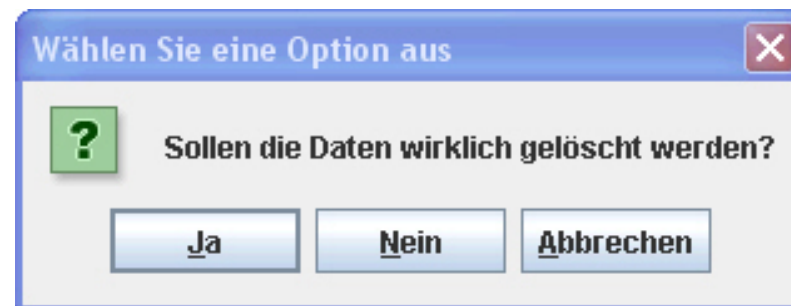 Wählen Sie eine Option aus
?
Sollen die Daten wirklich gelöscht werden?
Ja Nein Abbrechen